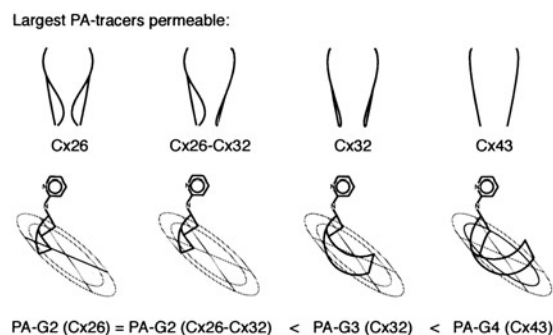 Largest PA-tracers permeable:
Cx26 Cx26-Cx32 Cx32 Cx43
N N N N
PA-G2 (Cx26) = PA-G2 (Cx26-Cx32) < PA-G3 (Cx32) < PA-G4 (Cx43)